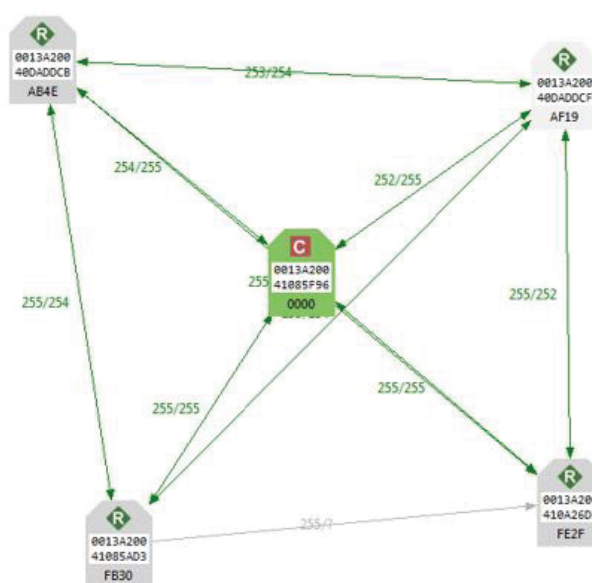 R
0013A200
40DADDCB
AB4E
253/254
R
0013A200
40DADDCF
AF19
254/255
252/255
C
0013A200
41085F96
0000
255
255/254
255/252
255/255
255/255
R
0013A200
41085AD3
FB30
255/?
R
0013A200
410A26D
FE2F